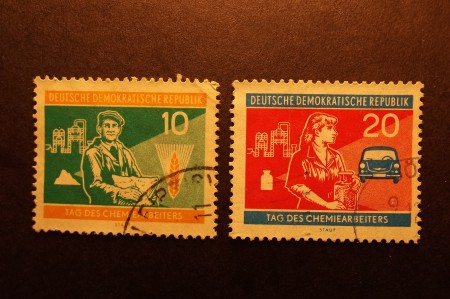 DEUTSCHE DEMOKRATISCHE REPUBLIK
10
TAG DES CHEMIEARBEITERS
DEUTSCHE DEMOKRATISCHE REPUBLIK
20
TAG DES CHEMIEARBEITERS
STAUF